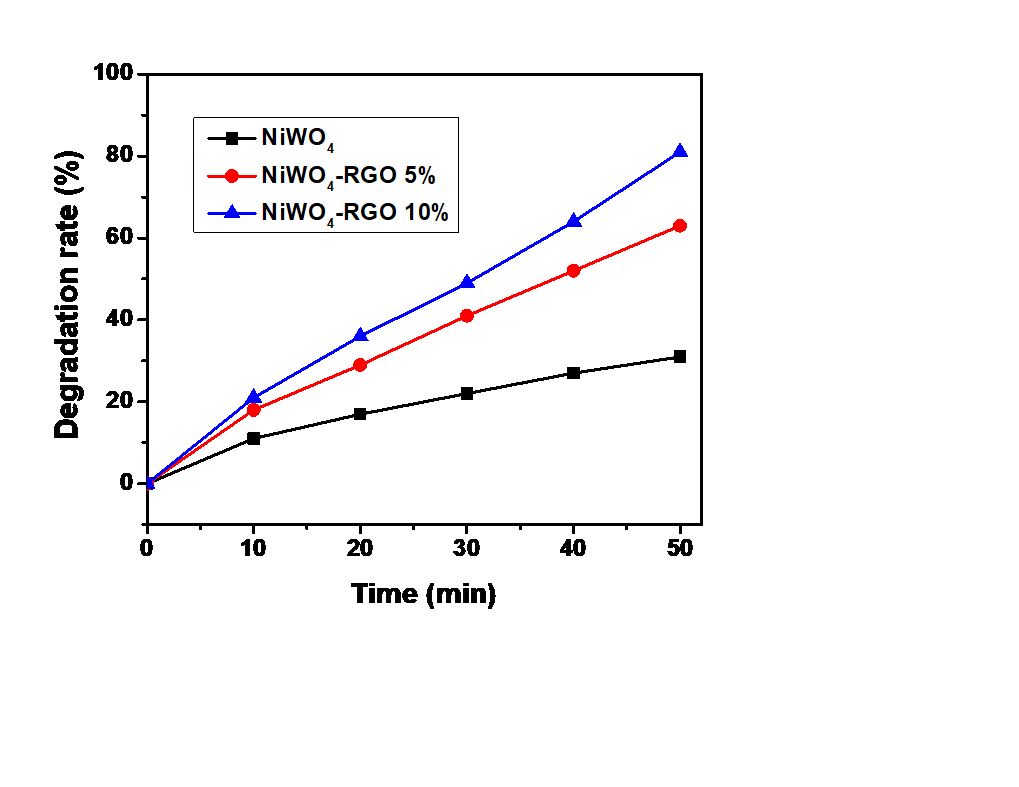 100
80
60
40
20
0
Degradation rate (%)
NiWO₄
NiWO₄-RGO 5%
NiWO₄-RGO 10%
0 10 20 30 40 50
Time (min)